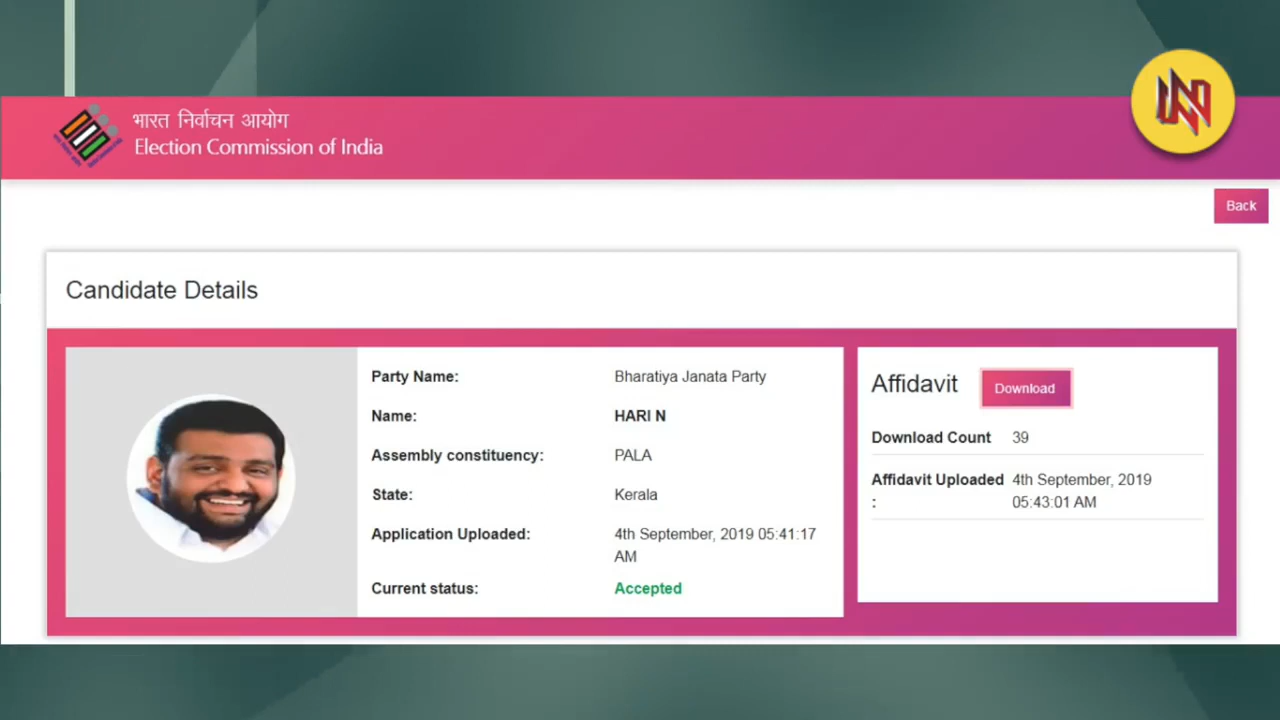 भारत निर्वाचन आयोग
Election Commission of India
Back
Candidate Details
Party Name: Bharatiya Janata Party
Name: HARI N
Assembly constituency: PALA
State: Kerala
Application Uploaded: 4th September, 2019 05:41:17
AM
Current status: Accepted
Affidavit Download
Download Count 39
Affidavit Uploaded 4th September, 2019
: 05:43:01 AM